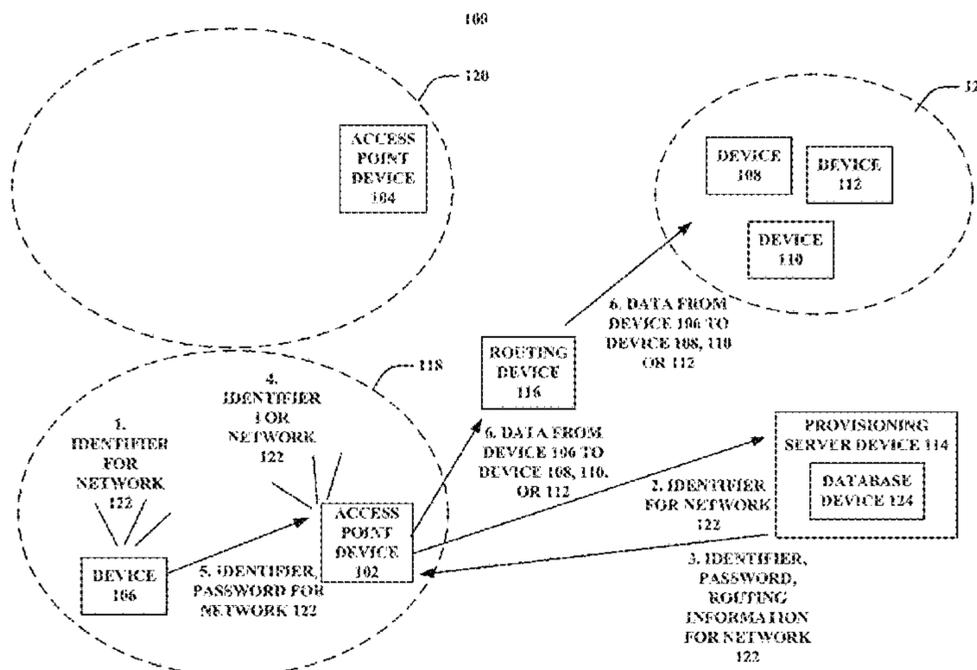 100
120
ACCESS
POINT
DEVICE
104
12
DEVICE
108
DEVICE
112
DEVICE
110
6. DATA FROM
DEVICE 106 TO
DEVICE 108, 110
OR 112
ROUTING
DEVICE
116
118
4.
IDENTIFIER
FOR
NETWORK
122
1.
IDENTIFIER
FOR
NETWORK
122
6. DATA FROM
DEVICE 106 TO
DEVICE 108, 110,
OR 112
PROVISIONING
SERVER DEVICE 114
DATABASE
DEVICE 124
2. IDENTIFIER
FOR NETWORK
122
ACCESS
POINT
DEVICE
102
DEVICE
106
5. IDENTIFIER,
PASSWORD FOR
NETWORK 122
3. IDENTIFIER,
PASSWORD,
ROUTING
INFORMATION
FOR NETWORK
122